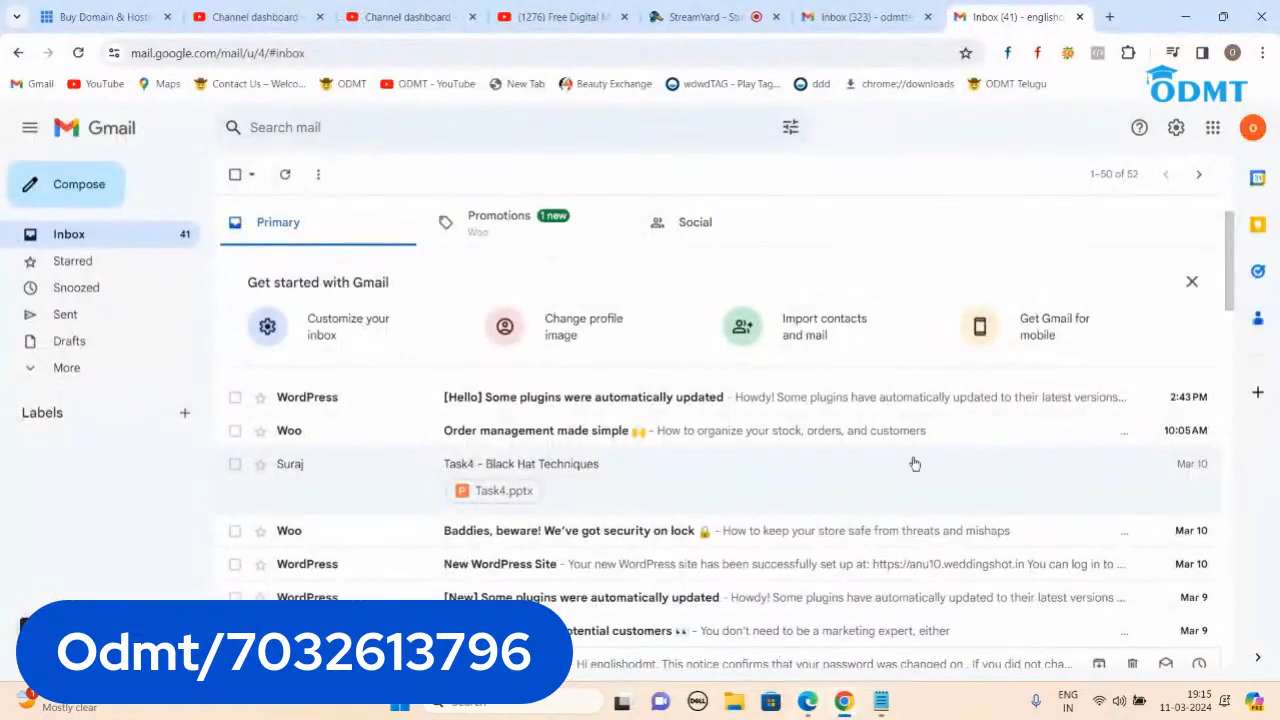 Buy Domain & Host
Channel dashboard
Channel dashboard
(1276) Free Digital M
StreamYard - St
Inbox (323) - odmtte
Inbox (41) - englisho
mail.google.com/mail/u/4/#inbox
Gmail
YouTube
Maps
Contact Us – Welco...
ODMT
ODMT - YouTube
New Tab
Beauty Exchange
wdwdTAG - Play Tag...
ddd
chrome://downloads
ODMT Telugu
ODMT
Gmail
Search mail
O
Compose
1–50 of 52
Primary
Promotions 1 new
Woo
Social
Inbox 41
Starred
Snoozed
Sent
Drafts
More
Labels
Get started with Gmail
Customize your
inbox
Change profile
image
Import contacts
and mail
Get Gmail for
mobile
WordPress [Hello] Some plugins were automatically updated - Howdy! Some plugins have automatically updated to their latest versions... 2:43 PM
Woo Order management made simple 🙌 - How to organize your stock, orders, and customers ... 10:05 AM
Suraj Task4 - Black Hat Techniques Mar 10
Task4.pptx
Woo Baddies, beware! We've got security on lock 🔒 - How to keep your store safe from threats and mishaps ... Mar 10
WordPress New WordPress Site - Your new WordPress site has been successfully set up at: https://anu10.weddingshot.in You can log in to ... Mar 10
WordPress [New] Some plugins were automatically updated - Howdy! Some plugins have automatically updated to their latest versions ... Mar 9
potential customers 👀 - You don't need to be a marketing expert, either Mar 9
Hi englishodmt, This notice confirms that your password was changed on . If you did not cha...
Odmt/7032613796
Mostly clear
Search
ENG
IN
19:15
11-03-2024